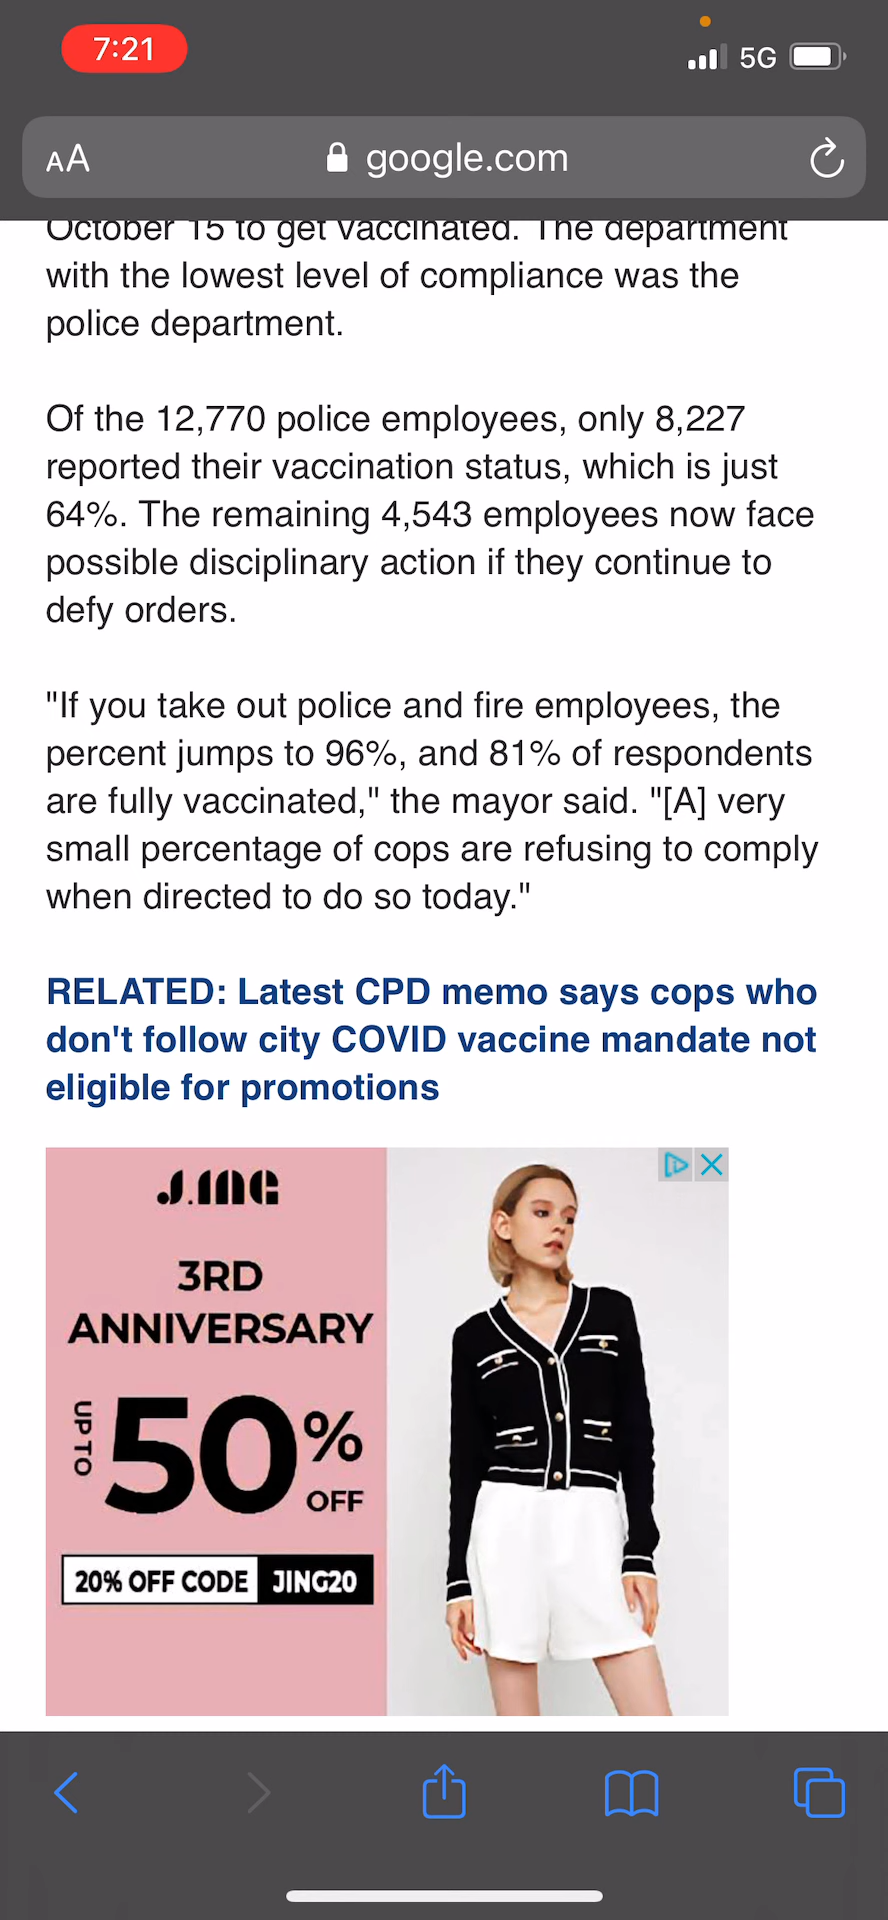 7:21
5G
AA
google.com
October 15 to get vaccinated. The department
with the lowest level of compliance was the
police department.
Of the 12,770 police employees, only 8,227
reported their vaccination status, which is just
64%. The remaining 4,543 employees now face
possible disciplinary action if they continue to
defy orders.
"If you take out police and fire employees, the
percent jumps to 96%, and 81% of respondents
are fully vaccinated," the mayor said. "[A] very
small percentage of cops are refusing to comply
when directed to do so today."
RELATED: Latest CPD memo says cops who
don't follow city COVID vaccine mandate not
eligible for promotions
J.ING
3RD
ANNIVERSARY
UP TO
50%
OFF
20% OFF CODE JING20